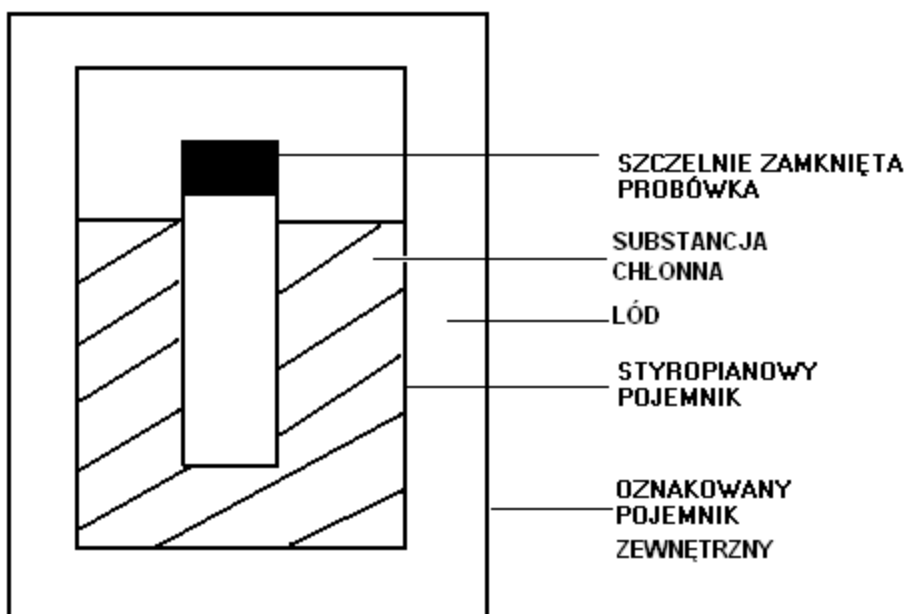 SZCZELNIE ZAMKNIĘTA
PROBÓWKA
SUBSTANCJA
CHŁONNA
LÓD
STYROPIANOWY
POJEMNIK
OZNAKOWANY
POJEMNIK
ZEWNĘTRZNY